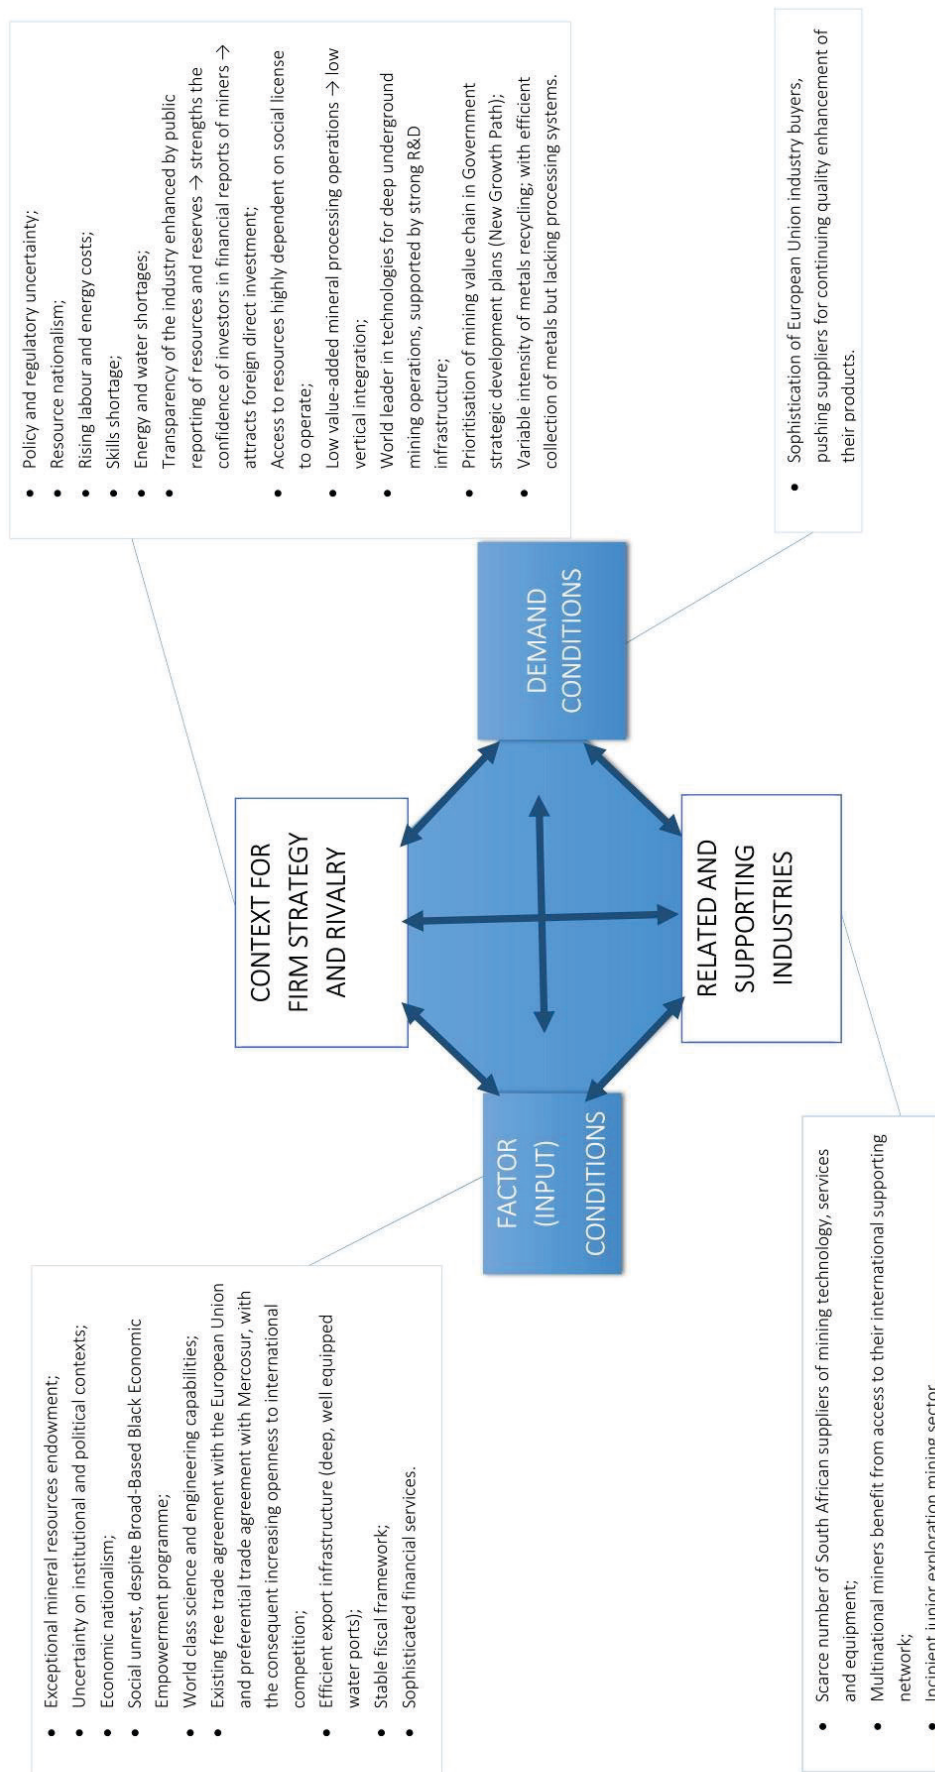 • Policy and regulatory uncertainty;
• Resource nationalism;
• Rising labour and energy costs;
• Skills shortage;
• Energy and water shortages;
• Transparency of the industry enhanced by public
reporting of resources and reserves → strengths the
confidence of investors in financial reports of miners →
attracts foreign direct investment;
• Access to resources highly dependent on social license
to operate;
• Low value-added mineral processing operations → low
vertical integration;
• World leader in technologies for deep underground
mining operations, supported by strong R&D
infrastructure;
• Prioritisation of mining value chain in Government
strategic development plans (New Growth Path);
• Variable intensity of metals recycling; with efficient
collection of metals but lacking processing systems.
• Exceptional mineral resources endowment;
• Uncertainty on institutional and political contexts;
• Economic nationalism;
• Social unrest, despite Broad-Based Black Economic
Empowerment programme;
• World class science and engineering capabilities;
• Existing free trade agreement with the European Union
and preferential trade agreement with Mercosur, with
the consequent increasing openness to international
competition;
• Efficient export infrastructure (deep, well equipped
water ports);
• Stable fiscal framework;
• Sophisticated financial services.
CONTEXT FOR
FIRM STRATEGY
AND RIVALRY
FACTOR
(INPUT)
CONDITIONS
DEMAND
CONDITIONS
RELATED AND
SUPPORTING
INDUSTRIES
• Sophistication of European Union industry buyers,
pushing suppliers for continuing quality enhancement of
their products.
• Scarce number of South African suppliers of mining technology, services
and equipment;
• Multinational miners benefit from access to their international supporting
network;
• Incipient junior exploration mining sector